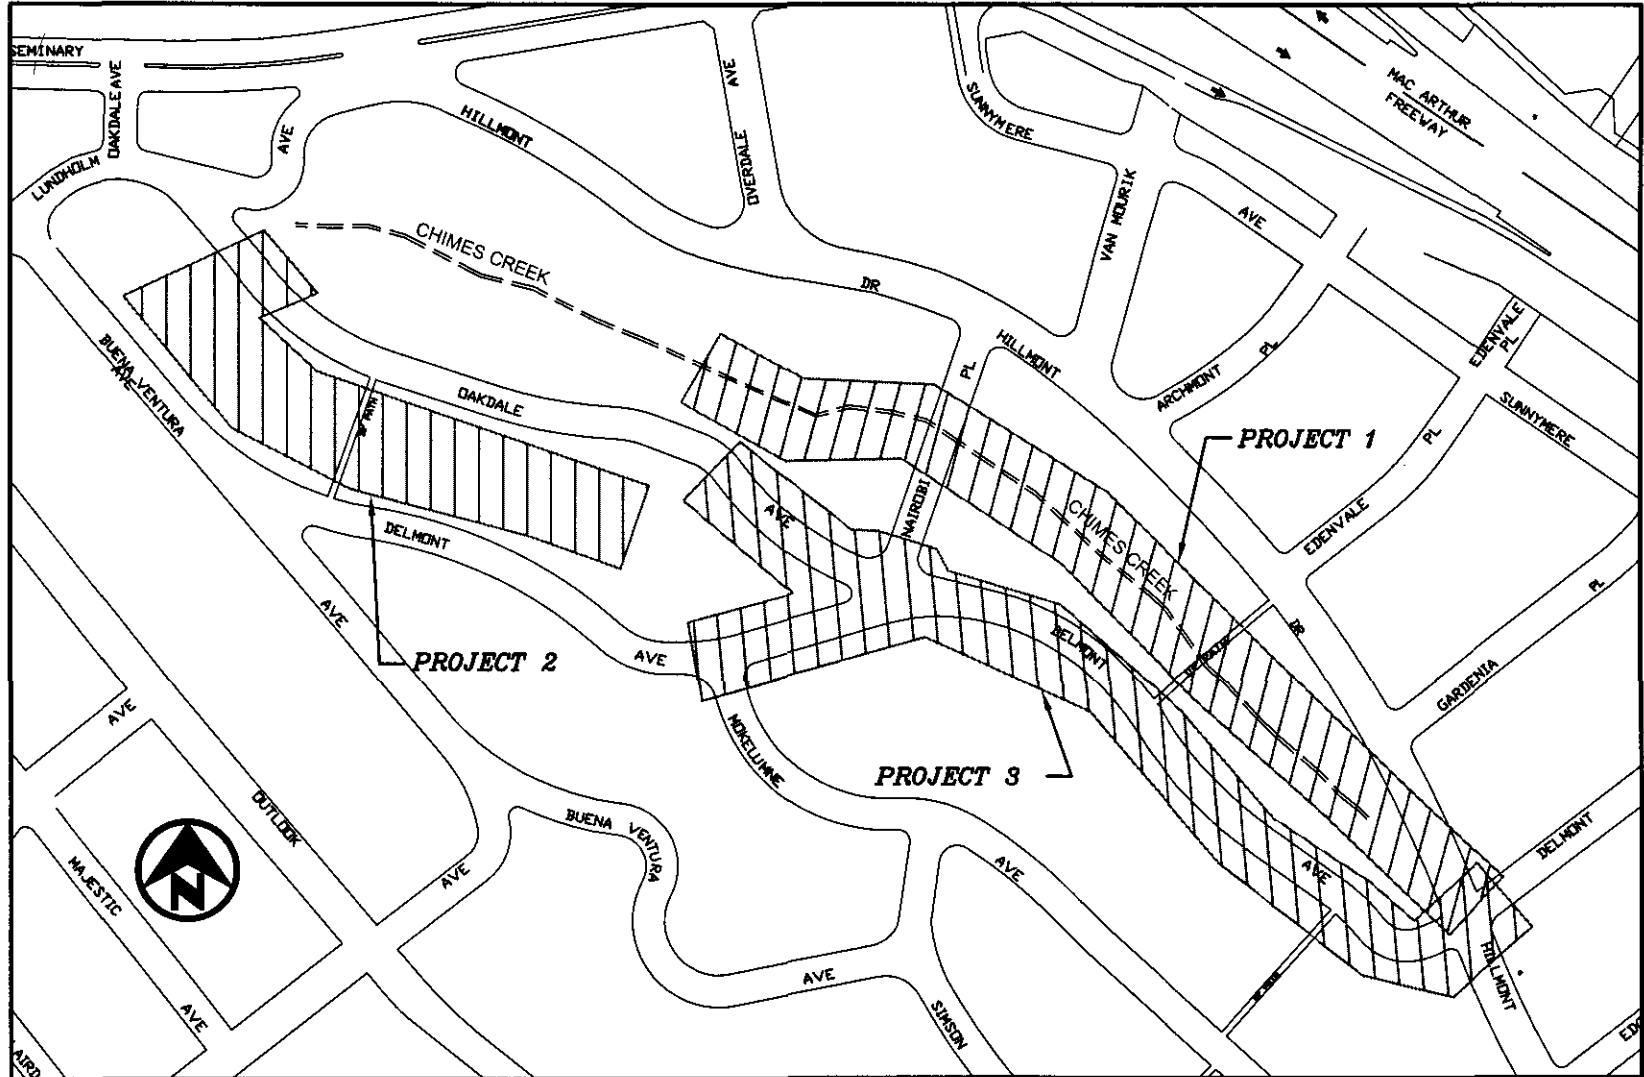 SEMINARY
OAKDALE AVE
LUNDHOLM
AVE
HILLMONT
OVERDALE AVE
SUNNYMERE
MAC ARTHUR
FREEWAY
VAN MOURIK
AVE
CHIMES CREEK
DR
HILLMONT
PL
ARCHMONT PL
EDENVALE
PL
SUNNYMERE
BUENA VENTURA
AVE
OAKDALE
PROJECT 1
PL
EDENVALE
AVE
NAIROBI
CHIMES CREEK
DELMONT
PL
AVE
PROJECT 2
AVE
DELMONT
DR
GARDENIA
AVE
MOKELUMNE
PROJECT 3
OUTLOOK
BUENA VENTURA
DELMONT
N
MAJESTIC
AVE
AVE
AVE
AVE
HILLMONT
AVE
SIMSON
LAIRD